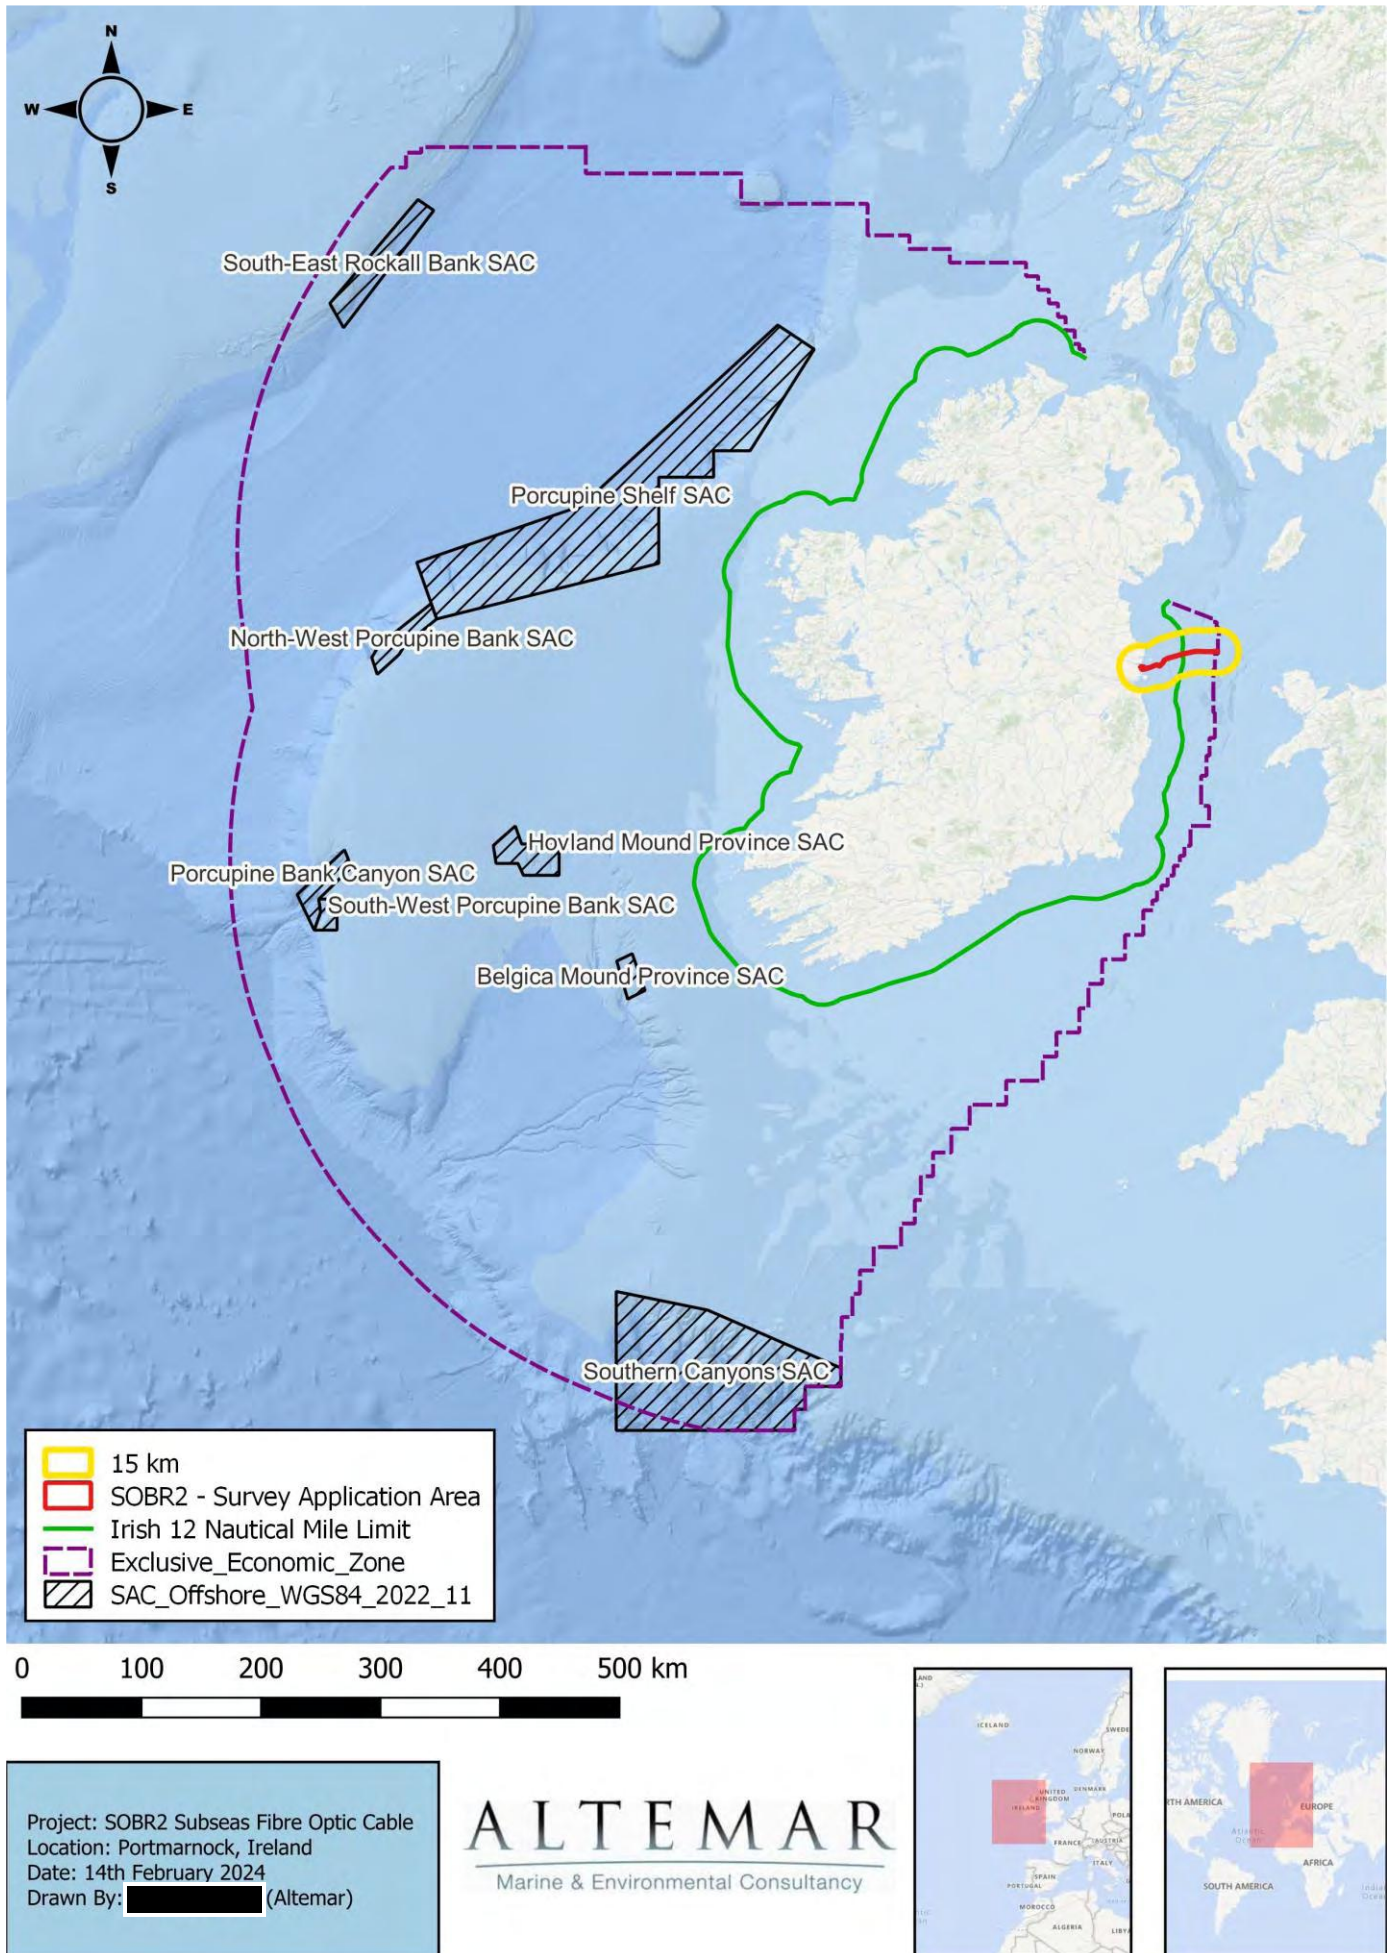 N
W
E
S
South-East Rockall Bank SAC
Porcupine Shelf SAC
North-West Porcupine Bank SAC
Hovland Mound Province SAC
Porcupine Bank Canyon SAC
South-West Porcupine Bank SAC
Belgica Mound Province SAC
Southern Canyons SAC
15 km
SOBR2 - Survey Application Area
Irish 12 Nautical Mile Limit
Exclusive_Economic_Zone
SAC_Offshore_WGS84_2022_11
0 100 200 300 400 500 km
Project: SOBR2 Subseas Fibre Optic Cable
Location: Portmarnock, Ireland
Date: 14th February 2024
Drawn By: (Altemar)
ALTEMAR
Marine & Environmental Consultancy
ICELAND
NORWAY
UNITED
KINGDOM
DENMARK
IRELAND
FRANCE
AUSTRIA
ITALY
SPAIN
PORTUGAL
MOROCCO
ALGERIA
RTH AMERICA
EUROPE
AFRICA
SOUTH AMERICA